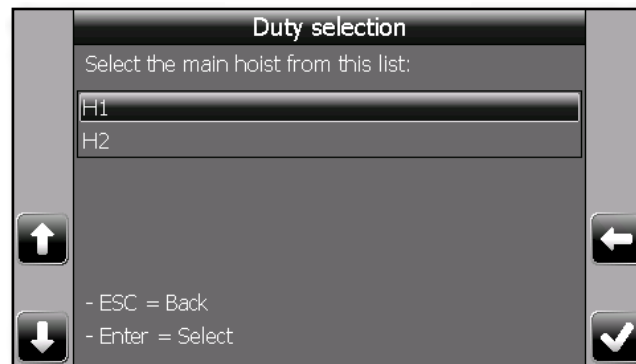 Duty selection
Select the main hoist from this list:
H1
H2
- ESC = Back
- Enter = Select